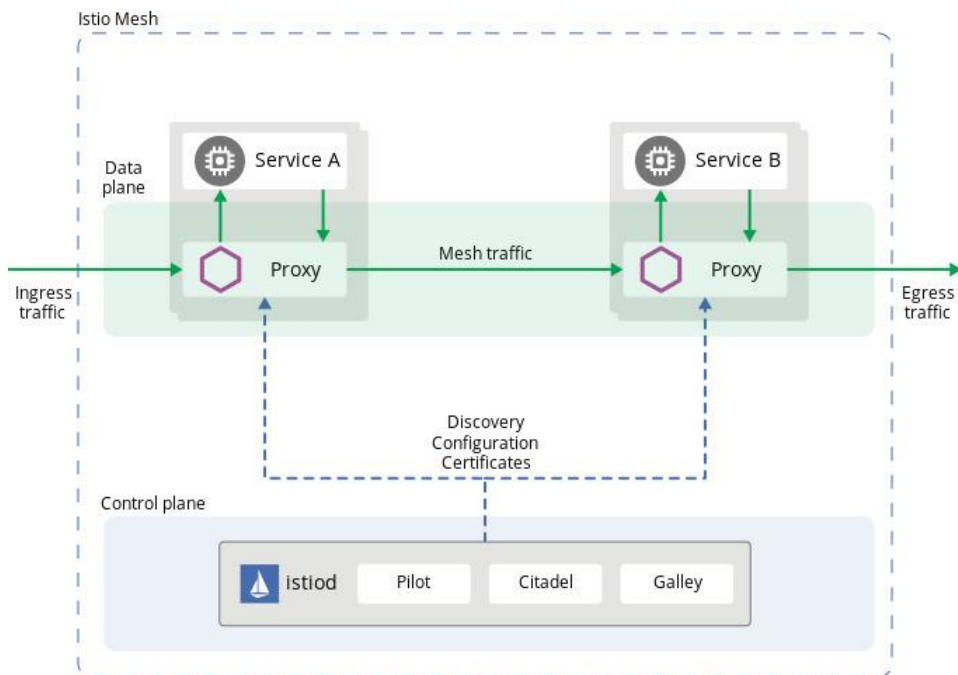 Istio Mesh
Data
plane
Service A
Service B
Ingress
traffic
Proxy
Mesh traffic
Proxy
Egress
traffic
Discovery
Configuration
Certificates
Control plane
istiod
Pilot
Citadel
Galley